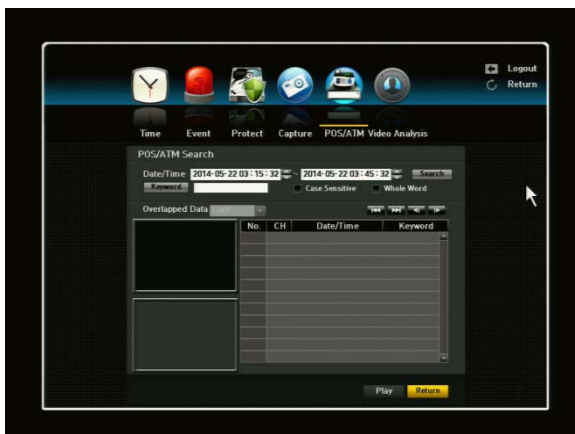 Logout
Return
Time Event Protect Capture POS/ATM Video Analysis
POS/ATM Search
Date/Time 2014-05-22 03:15:32 ~ 2014-05-22 03:45:32 Search
Keyword Case Sensitive Whole Word
Overlapped Data
No. CH Date/Time Keyword
Play Return